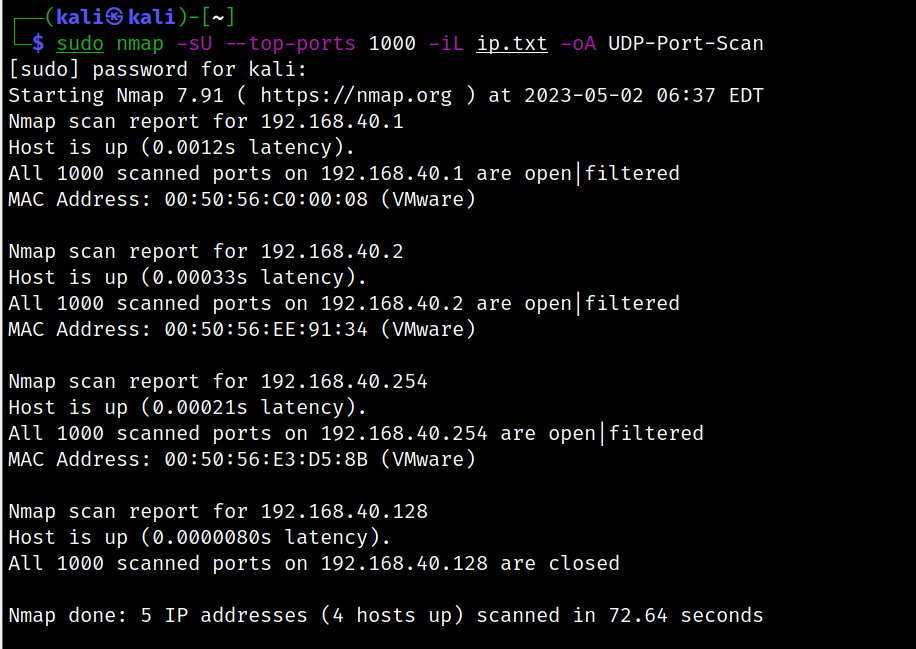 ┌──(kali㉿kali)-[~]
└─$ sudo nmap -sU --top-ports 1000 -iL ip.txt -oA UDP-Port-Scan
[sudo] password for kali:
Starting Nmap 7.91 ( https://nmap.org ) at 2023-05-02 06:37 EDT
Nmap scan report for 192.168.40.1
Host is up (0.0012s latency).
All 1000 scanned ports on 192.168.40.1 are open|filtered
MAC Address: 00:50:56:C0:00:08 (VMware)

Nmap scan report for 192.168.40.2
Host is up (0.00033s latency).
All 1000 scanned ports on 192.168.40.2 are open|filtered
MAC Address: 00:50:56:EE:91:34 (VMware)

Nmap scan report for 192.168.40.254
Host is up (0.00021s latency).
All 1000 scanned ports on 192.168.40.254 are open|filtered
MAC Address: 00:50:56:E3:D5:8B (VMware)

Nmap scan report for 192.168.40.128
Host is up (0.0000080s latency).
All 1000 scanned ports on 192.168.40.128 are closed

Nmap done: 5 IP addresses (4 hosts up) scanned in 72.64 seconds